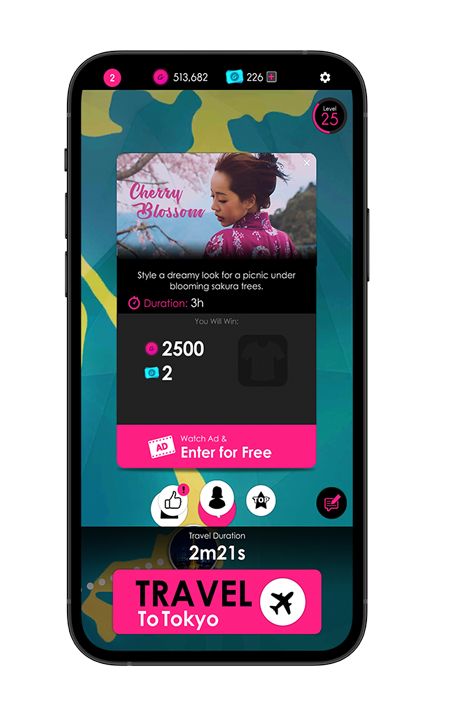 2
513,682
226
Level
25
Cherry
Blossom
Style a dreamy look for a picnic under
blooming sakura trees.
Duration: 3h
You Will Win:
2500
2
AD
Watch Ad &
Enter for Free
!
TOP
Travel Duration
2m21s
TRAVEL
To Tokyo